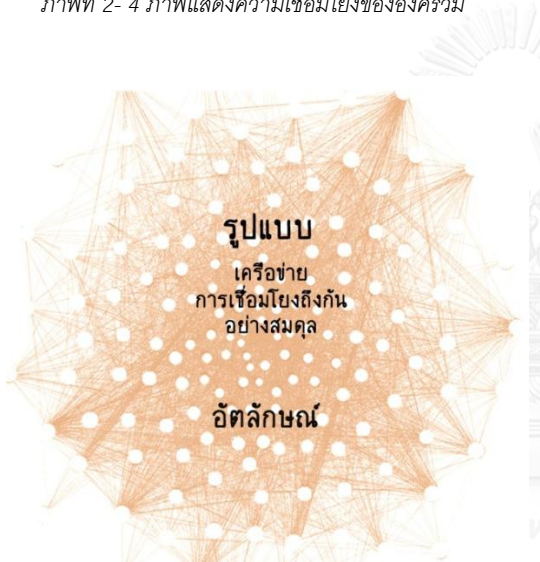 ภาพที่ 2- 4 ภาพแสดงความเชื่อมโยงขององค์รวม
รูปแบบ
เครือข่าย
การเชื่อมโยงถึงกัน
อย่างสมดุล
อัตลักษณ์